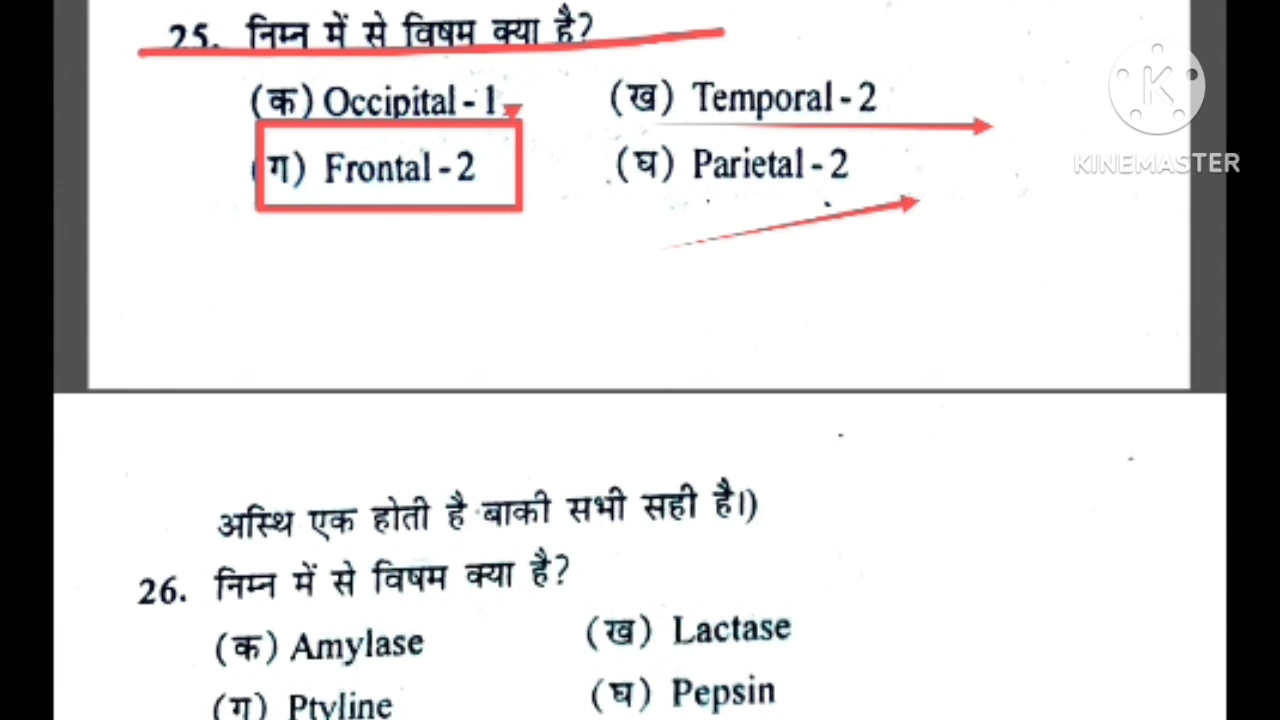 25. निम्न में से विषम क्या है?
(क) Occipital - 1 (ख) Temporal - 2
ग) Frontal - 2 (घ) Parietal - 2
K
KINEMASTER
अस्थि एक होती है बाकी सभी सही है।)
26. निम्न में से विषम क्या है?
(क) Amylase (ख) Lactase
(ग) Ptyline (घ) Pepsin